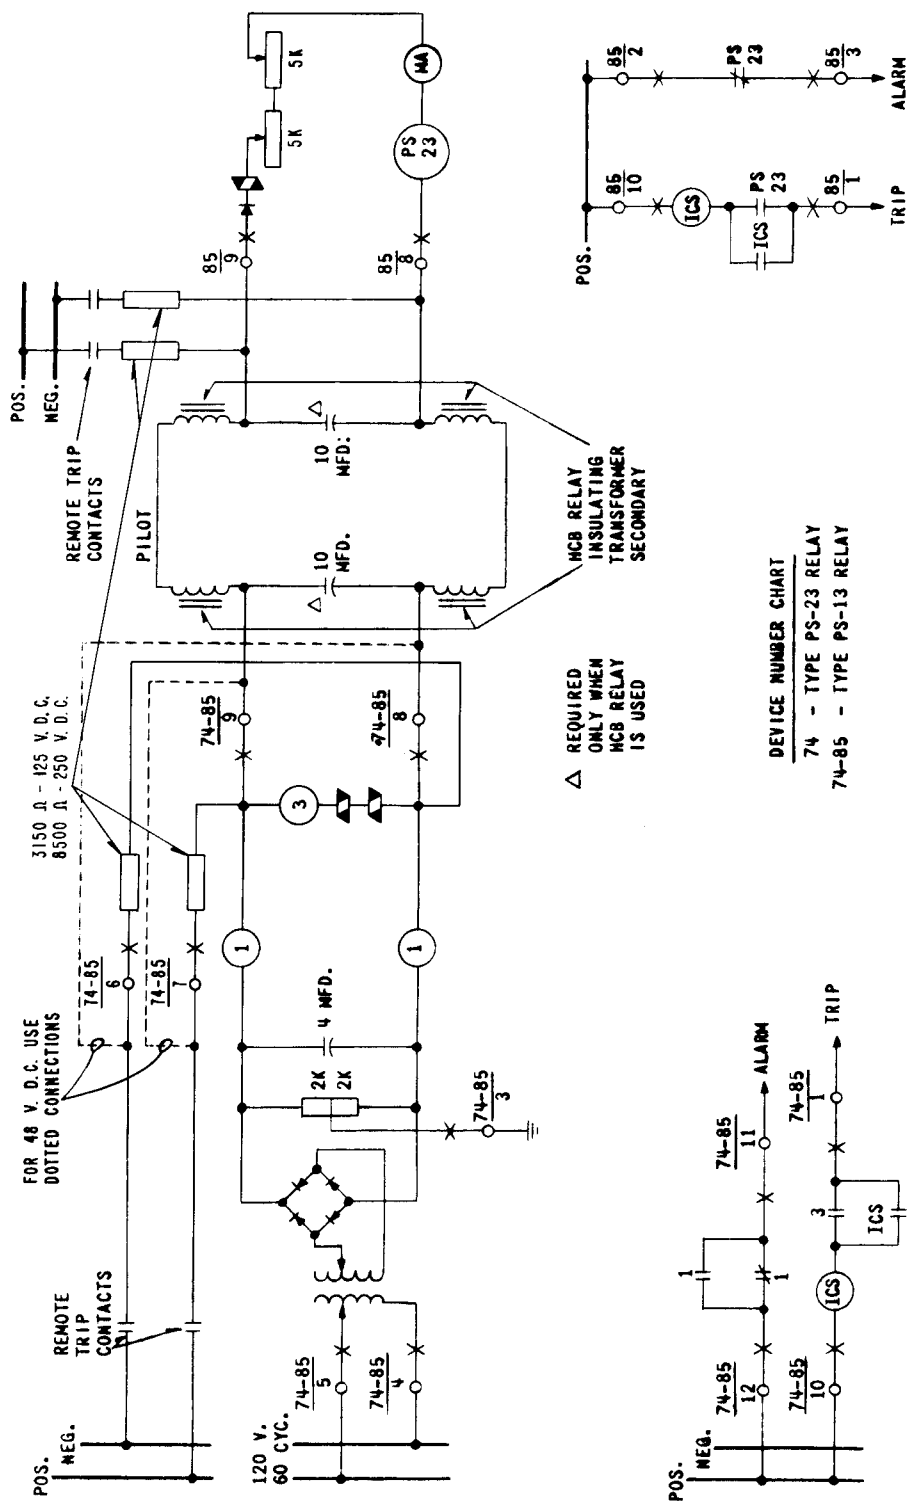 POS.
NEG.
REMOTE
TRIP
CONTACTS
FOR 48 V. D.C. USE
DOTTED CONNECTIONS
74-85
6
74-85
7
3150 Ω - 125 V.D.C.
8500 Ω - 250 V.D.C.
REMOTE TRIP
CONTACTS
POS.
NEG.
PILOT
120 V.
60 CYC.
74-85
5
74-85
4
2K
2K
74-85
3
4 MFD.
1
1
3
74-85
9
74-85
8
10
MFD.
△
10
MFD:
△
85
9
85
8
5K
5K
PS
23
MA
△ REQUIRED
ONLY WHEN
HCB RELAY
IS USED
HCB RELAY
INSULATING
TRANSFORMER
SECONDARY
POS.
NEG.
74-85
12
1
1
74-85
11
ALARM
74-85
10
ICS
3
ICS
74-85
1
TRIP
DEVICE NUMBER CHART
74 - TYPE PS-23 RELAY
74-85 - TYPE PS-13 RELAY
POS.
85
10
ICS
ICS
PS
23
85
1
TRIP
85
2
PS
23
85
3
ALARM